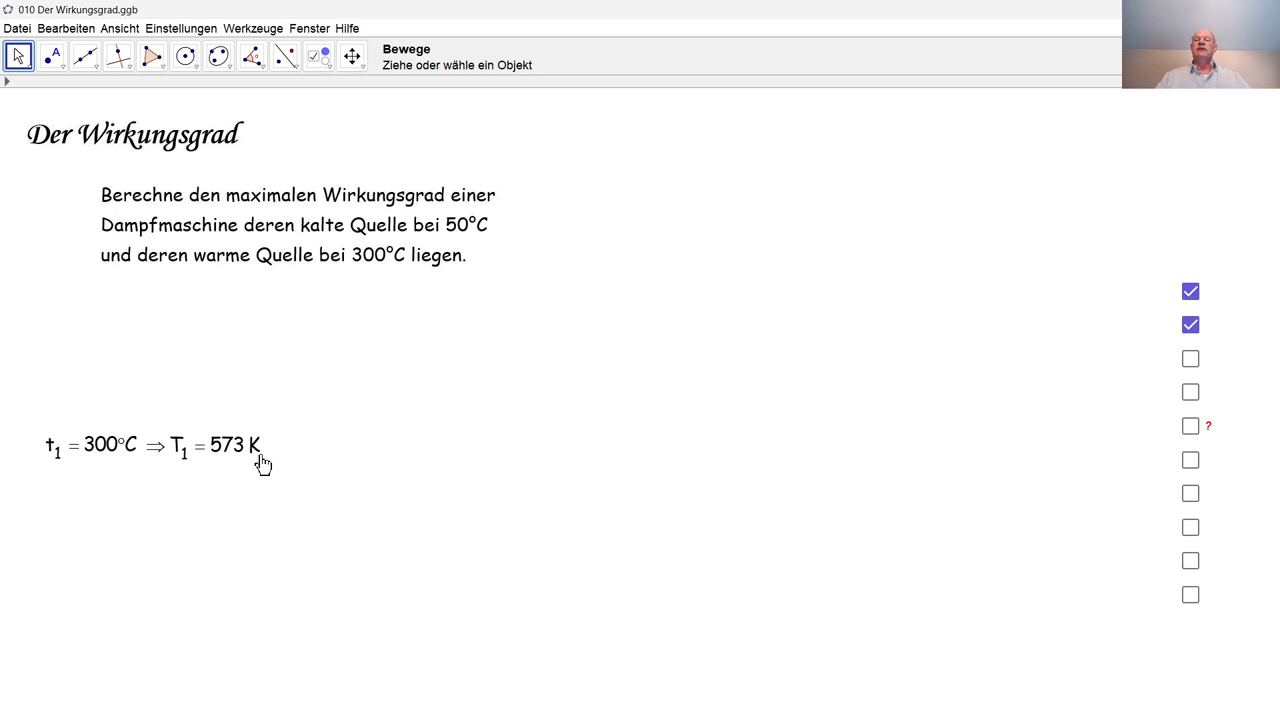 010 Der Wirkungsgrad.ggb
Datei Bearbeiten Ansicht Einstellungen Werkzeuge Fenster Hilfe
A
Bewege
Ziehe oder wähle ein Objekt
Der Wirkungsgrad
Berechne den maximalen Wirkungsgrad einer
Dampfmaschine deren kalte Quelle bei 50°C
und deren warme Quelle bei 300°C liegen.
?
t₁ = 300°C ⇒ T₁ = 573 K